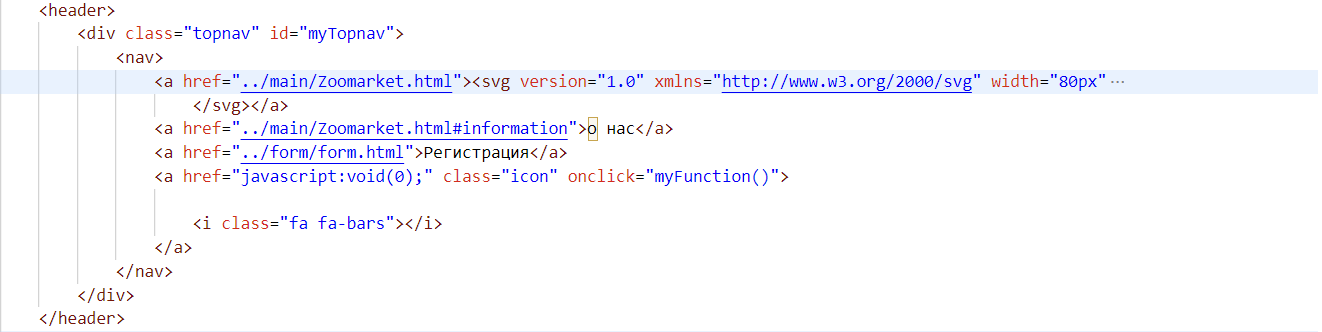 <header>
<div class="topnav" id="myTopnav">
<nav>
<a href="../main/Zoomarket.html"><svg version="1.0" xmlns="http://www.w3.org/2000/svg" width="80px"···
</svg></a>
<a href="../main/Zoomarket.html#information">о нас</a>
<a href="../form/form.html">Регистрация</a>
<a href="javascript:void(0);" class="icon" onclick="myFunction()">
<i class="fa fa-bars"></i>
</a>
</nav>
</div>
</header>